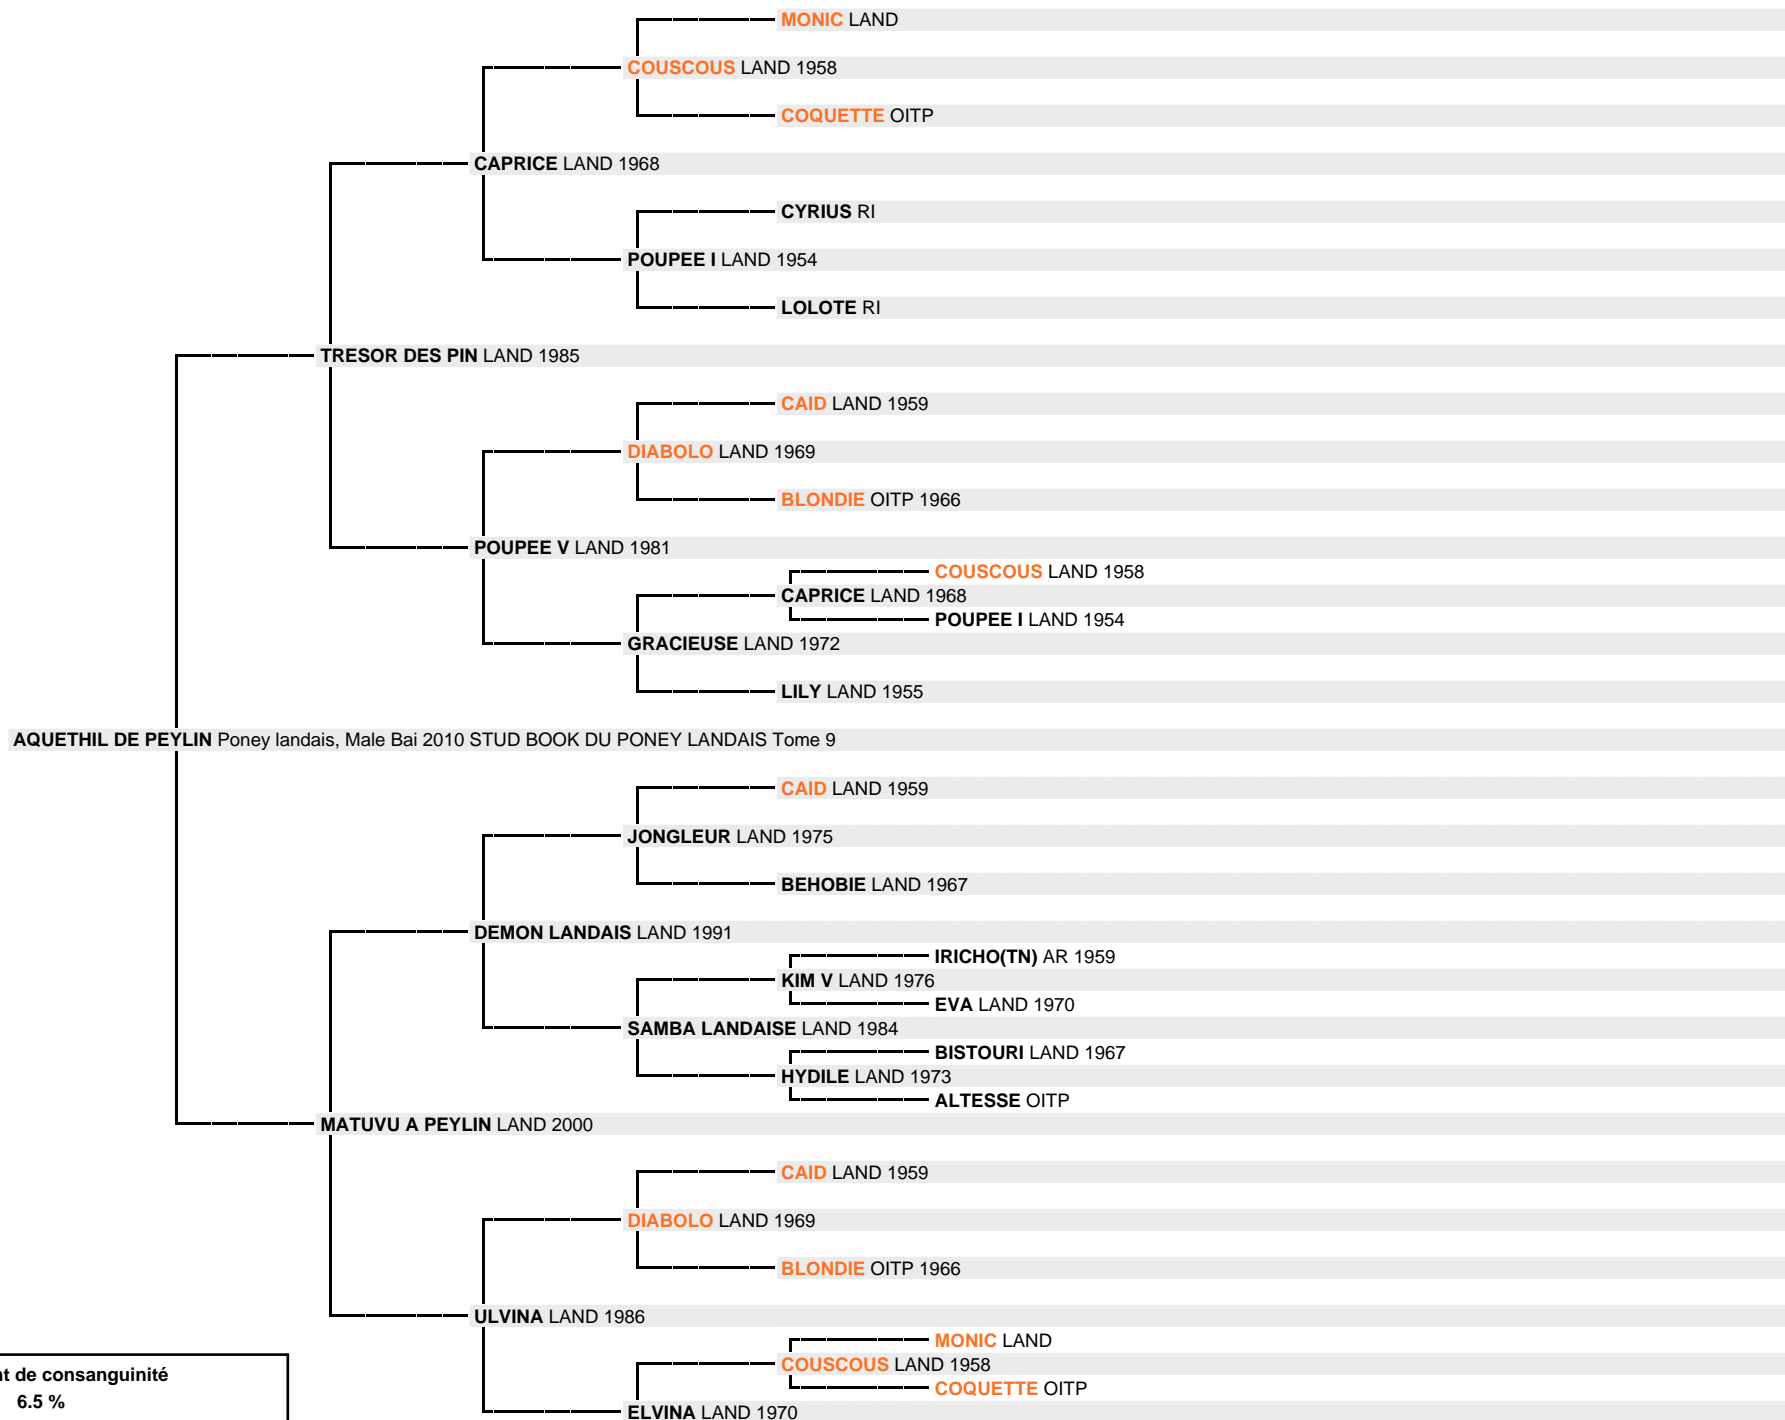 MONIC LAND
COUSCOUS LAND 1958
COQUETTE OITP
CAPRICE LAND 1968
CYRIUS RI
POUPEE I LAND 1954
LOLOTE RI
TRESOR DES PIN LAND 1985
CAID LAND 1959
DIABOLO LAND 1969
BLONDIE OITP 1966
POUPEE V LAND 1981
COUSCOUS LAND 1958
CAPRICE LAND 1968
POUPEE I LAND 1954
GRACIEUSE LAND 1972
LILY LAND 1955
AQUETHIL DE PEYLIN Poney landais, Male Bai 2010 STUD BOOK DU PONEY LANDAIS Tome 9
CAID LAND 1959
JONGLEUR LAND 1975
BEHOBIE LAND 1967
DEMON LANDAIS LAND 1991
IRICHO(TN) AR 1959
KIM V LAND 1976
EVA LAND 1970
SAMBA LANDAISE LAND 1984
BISTOURI LAND 1967
HYDILE LAND 1973
ALTESSE OITP
MATUVU A PEYLIN LAND 2000
CAID LAND 1959
DIABOLO LAND 1969
BLONDIE OITP 1966
ULVINA LAND 1986
MONIC LAND
COUSCOUS LAND 1958
COQUETTE OITP
ELVINA LAND 1970
nt de consanguinité
6.5 %